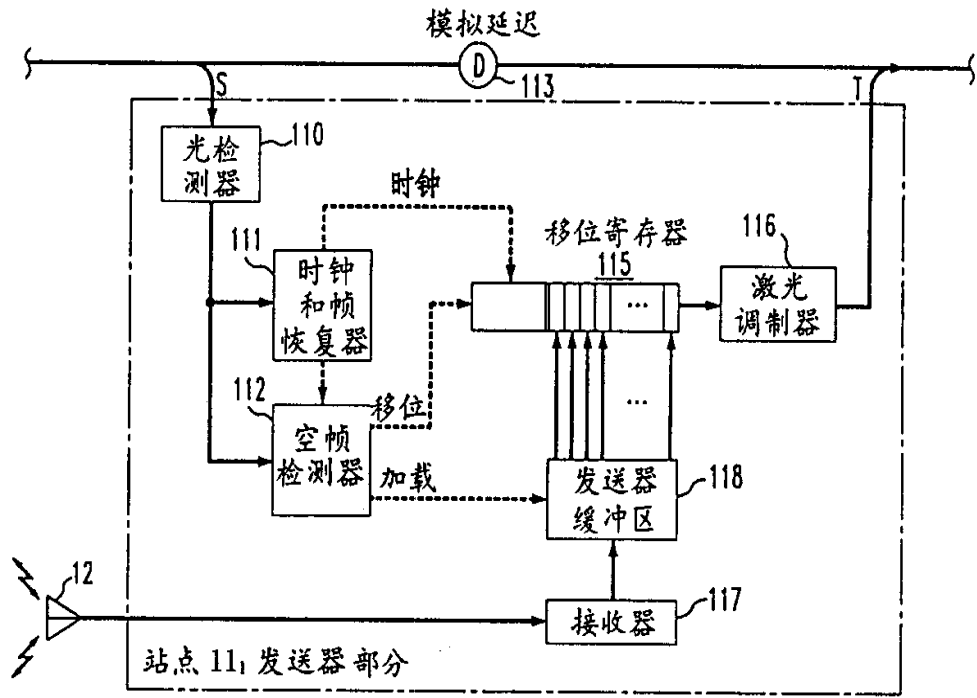 模拟延迟
D
113
S
T
110
光检
测器
时钟
111
时钟
和帧
恢复器
移位寄存器
115
...
116
激光
调制器
112
空帧
检测器
移位
加载
...
发送器
缓冲区
118
12
接收器
117
站点 11, 发送器部分